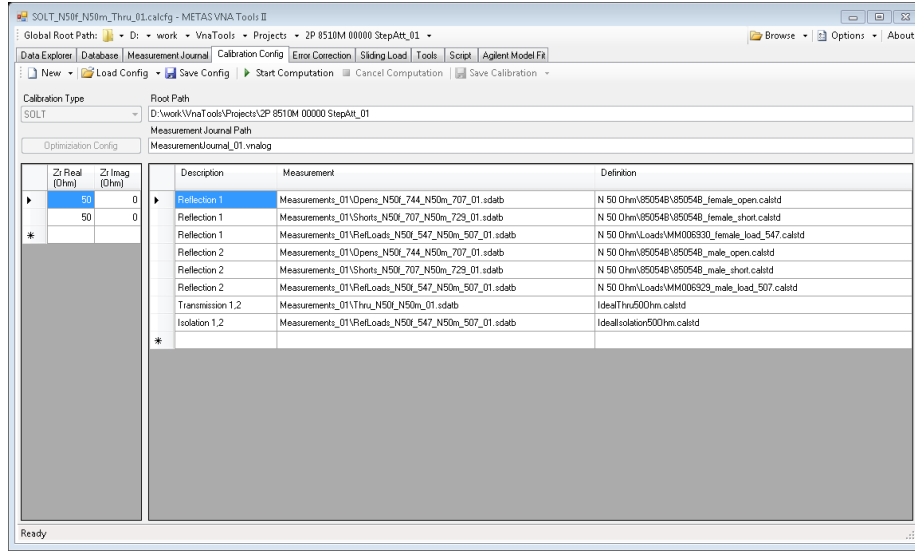 SOLT_N50f_N50m_Thru_01.calcfg - METAS VNA Tools II
Global Root Path: D: work VnaTools Projects 2P 8510M 00000 StepAtt_01 Browse Options About
Data Explorer Database Measurement Journal Calibration Config Error Correction Sliding Load Tools Script Agilent Model Fit
New Load Config Save Config Start Computation Cancel Computation Save Calibration
Calibration Type Root Path
SOLT D:\work\VnaTools\Projects\2P 8510M 00000 StepAtt_01
Measurement Journal Path
Optimiziation Config MeasurementJournal_01.vnalog
Zr Real (Ohm) Zr Imag (Ohm) Description Measurement Definition
50 0 Reflection 1 Measurements_01\Opens_N50f_744_N50m_707_01.sdatb N 50 Ohm\85054B\85054B_female_open.calstd
50 0 Reflection 1 Measurements_01\Shorts_N50f_707_N50m_729_01.sdatb N 50 Ohm\85054B\85054B_female_short.calstd
* Reflection 1 Measurements_01\RefLoads_N50f_547_N50m_507_01.sdatb N 50 Ohm\Loads\MM006930_female_load_547.calstd
Reflection 2 Measurements_01\Opens_N50f_744_N50m_707_01.sdatb N 50 Ohm\85054B\85054B_male_open.calstd
Reflection 2 Measurements_01\Shorts_N50f_707_N50m_729_01.sdatb N 50 Ohm\85054B\85054B_male_short.calstd
Reflection 2 Measurements_01\RefLoads_N50f_547_N50m_507_01.sdatb N 50 Ohm\Loads\MM006929_male_load_507.calstd
Transmission 1,2 Measurements_01\Thru_N50f_N50m_01.sdatb IdealThru50Ohm.calstd
Isolation 1,2 Measurements_01\RefLoads_N50f_547_N50m_507_01.sdatb IdealIsolation50Ohm.calstd
*
Ready